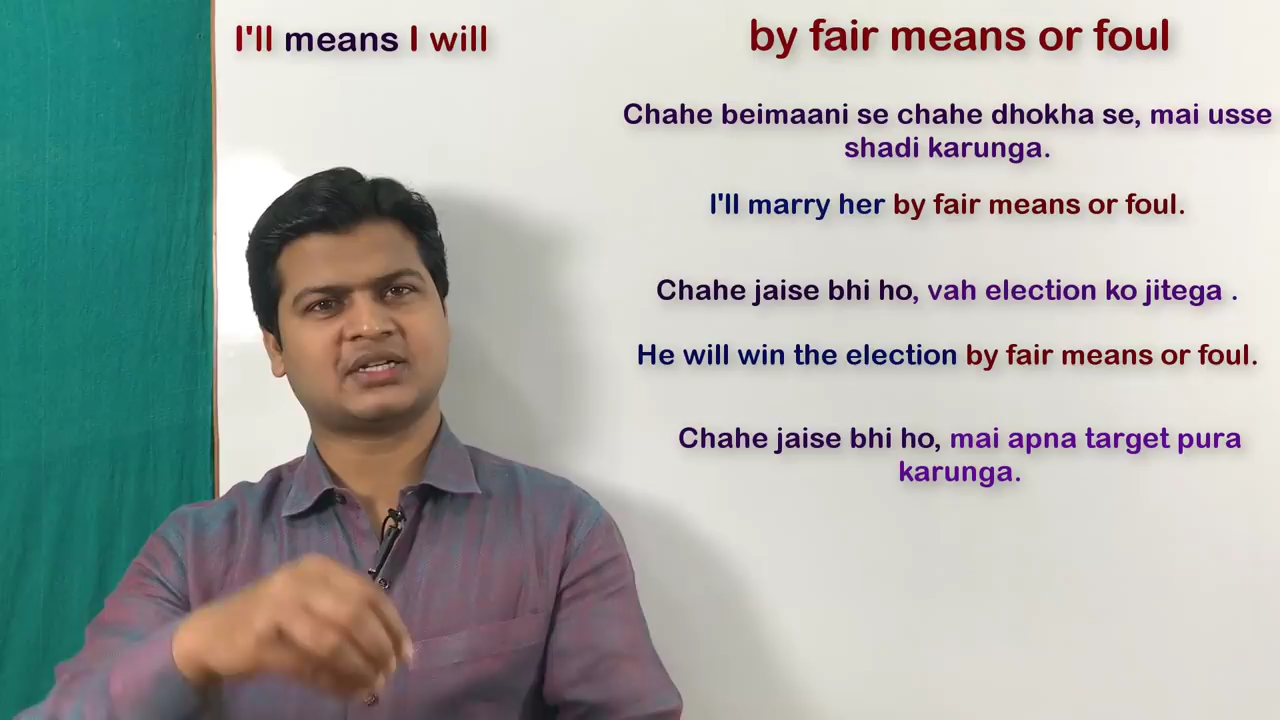 I'll means I will
by fair means or foul
Chahe beimaani se chahe dhokha se, mai usse
shadi karunga.
I'll marry her by fair means or foul.
Chahe jaise bhi ho, vah election ko jitega .
He will win the election by fair means or foul.
Chahe jaise bhi ho, mai apna target pura
karunga.